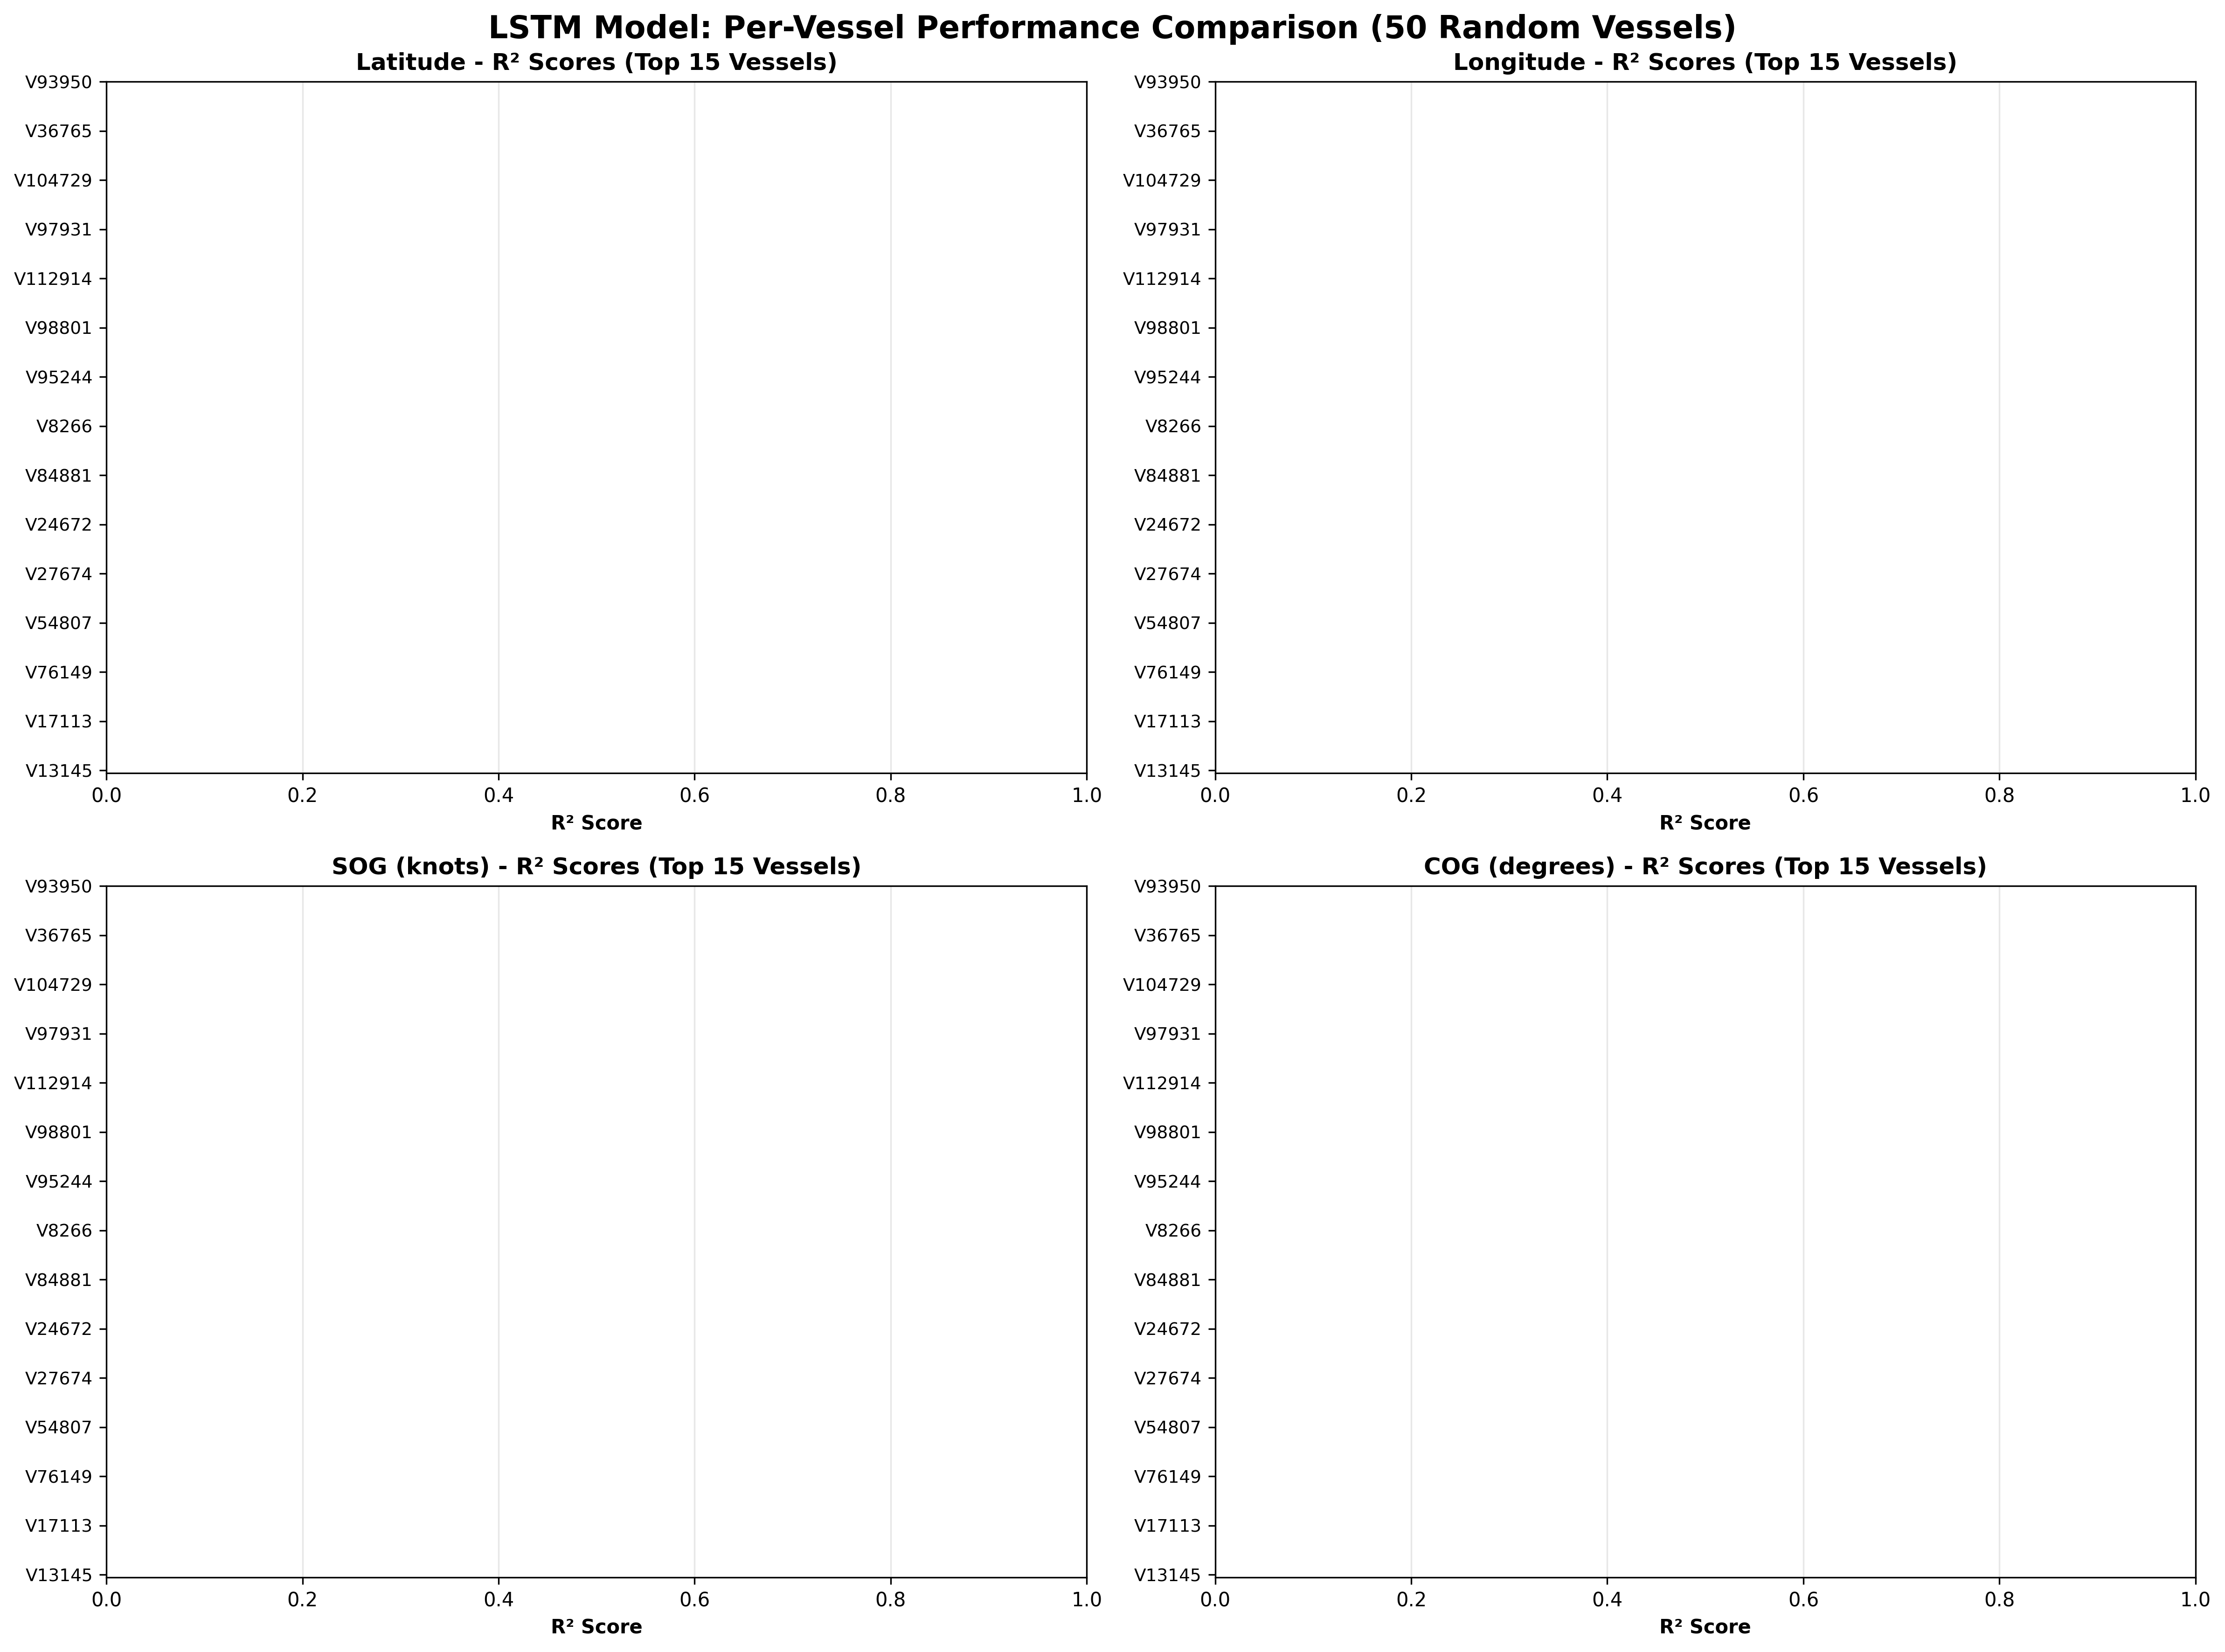 LSTM Model: Per-Vessel Performance Comparison (50 Random Vessels)
Latitude - R² Scores (Top 15 Vessels)
V93950
V36765
V104729
V97931
V112914
V98801
V95244
V8266
V84881
V24672
V27674
V54807
V76149
V17113
V13145
0.0 0.2 0.4 0.6 0.8 1.0
R² Score
Longitude - R² Scores (Top 15 Vessels)
V93950
V36765
V104729
V97931
V112914
V98801
V95244
V8266
V84881
V24672
V27674
V54807
V76149
V17113
V13145
0.0 0.2 0.4 0.6 0.8 1.0
R² Score
SOG (knots) - R² Scores (Top 15 Vessels)
V93950
V36765
V104729
V97931
V112914
V98801
V95244
V8266
V84881
V24672
V27674
V54807
V76149
V17113
V13145
0.0 0.2 0.4 0.6 0.8 1.0
R² Score
COG (degrees) - R² Scores (Top 15 Vessels)
V93950
V36765
V104729
V97931
V112914
V98801
V95244
V8266
V84881
V24672
V27674
V54807
V76149
V17113
V13145
0.0 0.2 0.4 0.6 0.8 1.0
R² Score